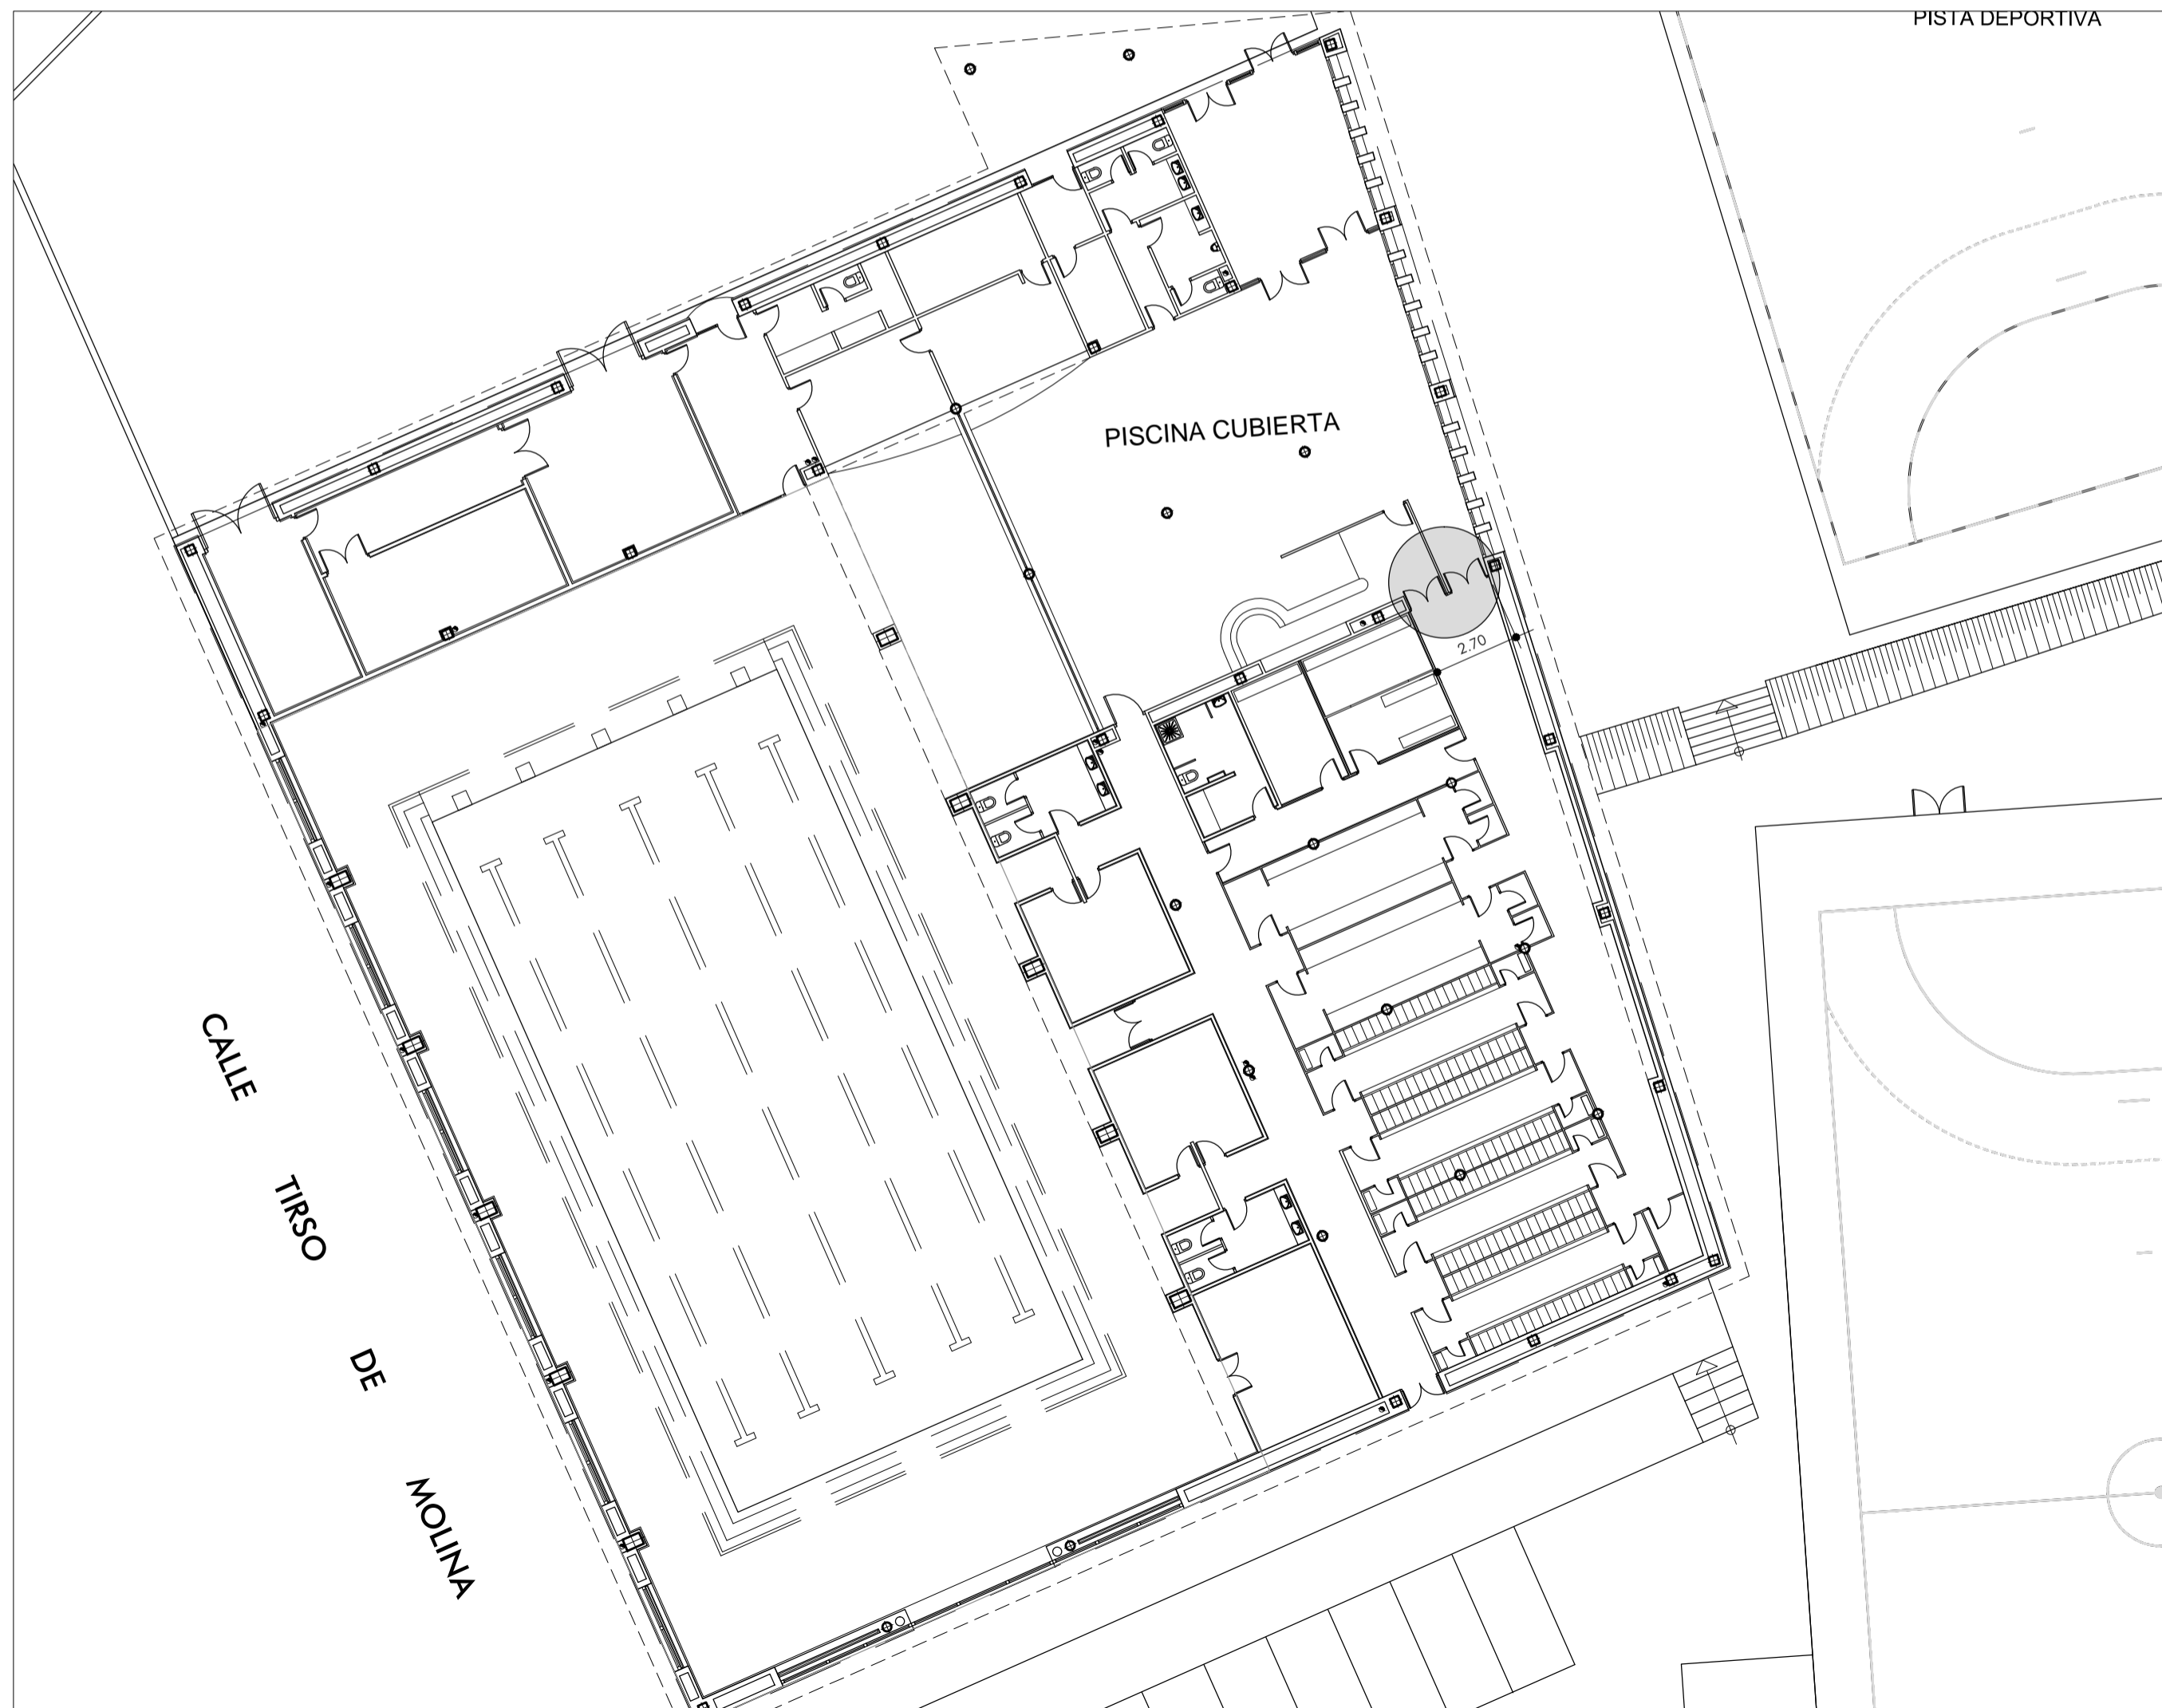 PISTA DEPORTIVA
PISCINA CUBIERTA
2.70
CALLE
TIRSO
DE
MOLINA